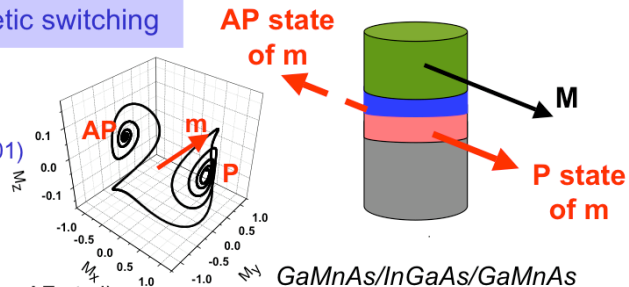 etic switching
AP state
of m
M
P state
of m
AP
m
P
01)
0.1
0.0
-0.1
Mz
-1.0
-0.5
0.0
0.5
1.0
Mx
1.0
0.5
0.0
-0.5
-1.0
My
GaMnAs/InGaAs/GaMnAs